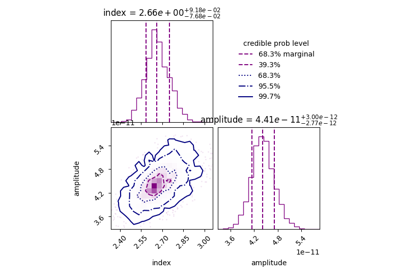 index = 2.66e+00+9.18e−02−7.68e−02
credible prob level
68.3% marginal
39.3%
68.3%
95.5%
99.7%
1e−11
amplitude = 4.41e−11+3.00e−12−2.77e−12
amplitude
5.4
4.8
4.2
3.6
2.40 2.55 2.70 2.85 3.00
index
3.6 4.2 4.8 5.4
1e−11
amplitude